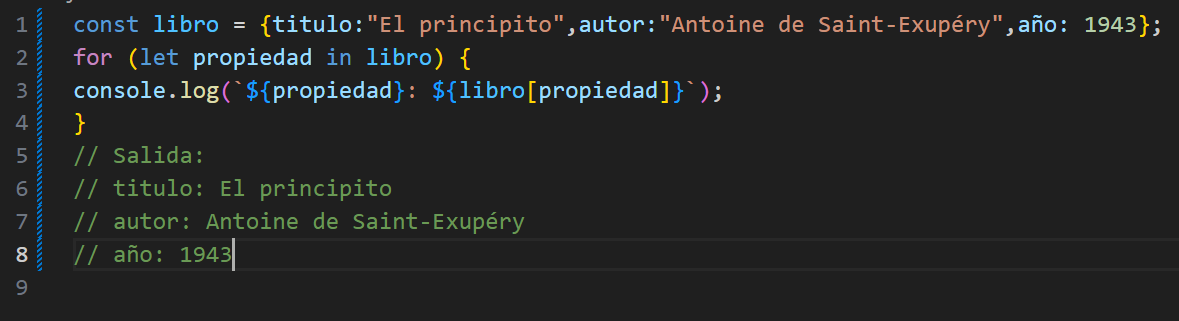 1 const libro = {titulo:"El principito",autor:"Antoine de Saint-Exupéry",año: 1943};
2 for (let propiedad in libro) {
3 console.log(`${propiedad}: ${libro[propiedad]}`);
4 }
5 // Salida:
6 // titulo: El principito
7 // autor: Antoine de Saint-Exupéry
8 // año: 1943
9